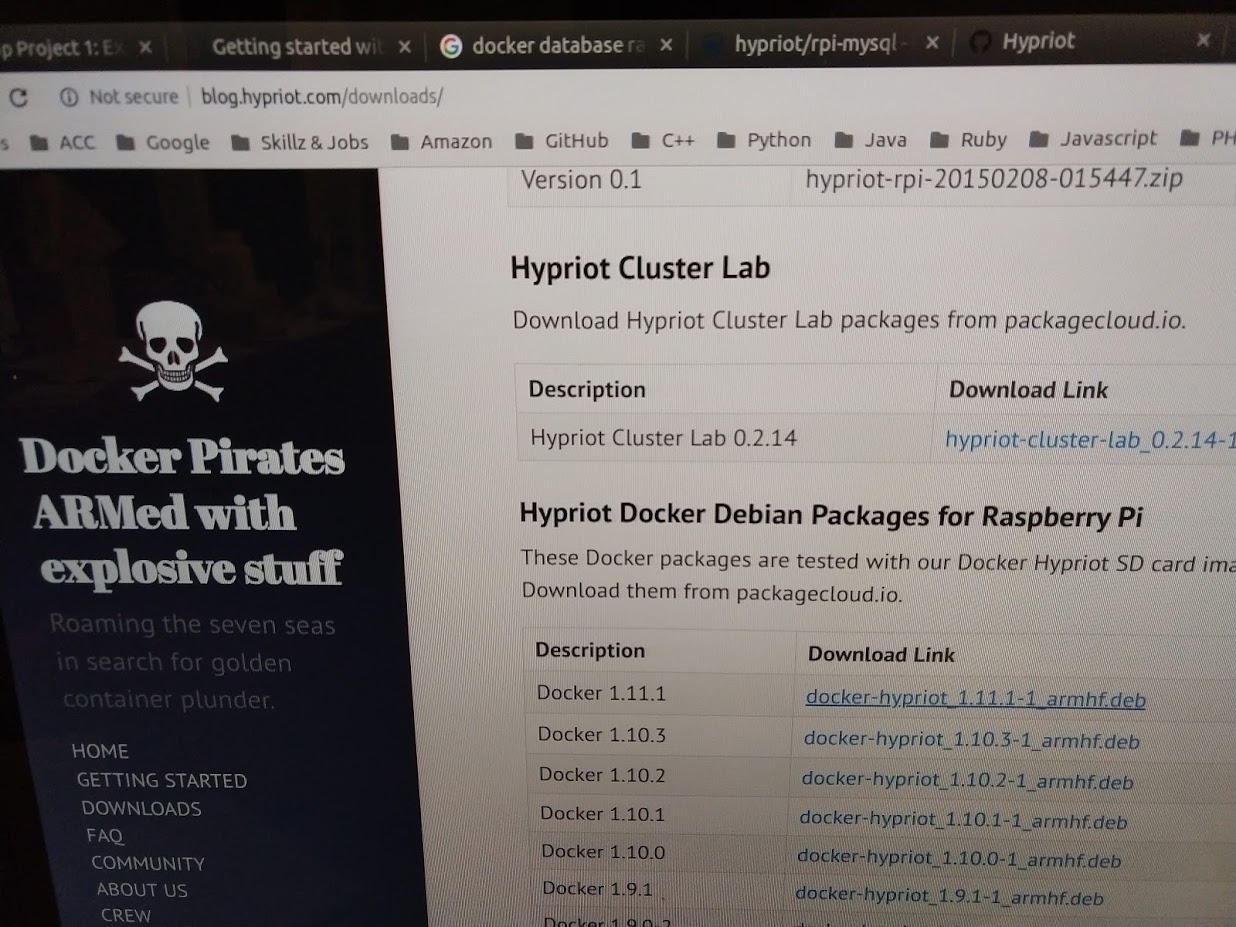 p Project 1: Ex
Getting started wit
docker database ra
hypriot/rpi-mysql -
Hypriot
Not secure
blog.hypriot.com/downloads/
s
ACC
Google
Skillz & Jobs
Amazon
GitHub
C++
Python
Java
Ruby
Javascript
PH
Docker Pirates
ARMed with
explosive stuff
Roaming the seven seas
in search for golden
container plunder.
HOME
GETTING STARTED
DOWNLOADS
FAQ
COMMUNITY
ABOUT US
CREW
Version 0.1 hypriot-rpi-20150208-015447.zip
Hypriot Cluster Lab
Download Hypriot Cluster Lab packages from packagecloud.io.
Description Download Link
Hypriot Cluster Lab 0.2.14 hypriot-cluster-lab_0.2.14-1
Hypriot Docker Debian Packages for Raspberry Pi
These Docker packages are tested with our Docker Hypriot SD card ima
Download them from packagecloud.io.
Description Download Link
Docker 1.11.1 docker-hypriot_1.11.1-1_armhf.deb
Docker 1.10.3 docker-hypriot_1.10.3-1_armhf.deb
Docker 1.10.2 docker-hypriot_1.10.2-1_armhf.deb
Docker 1.10.1 docker-hypriot_1.10.1-1_armhf.deb
Docker 1.10.0 docker-hypriot_1.10.0-1_armhf.deb
Docker 1.9.1 docker-hypriot_1.9.1-1_armhf.deb
Docker 1.9.0-2